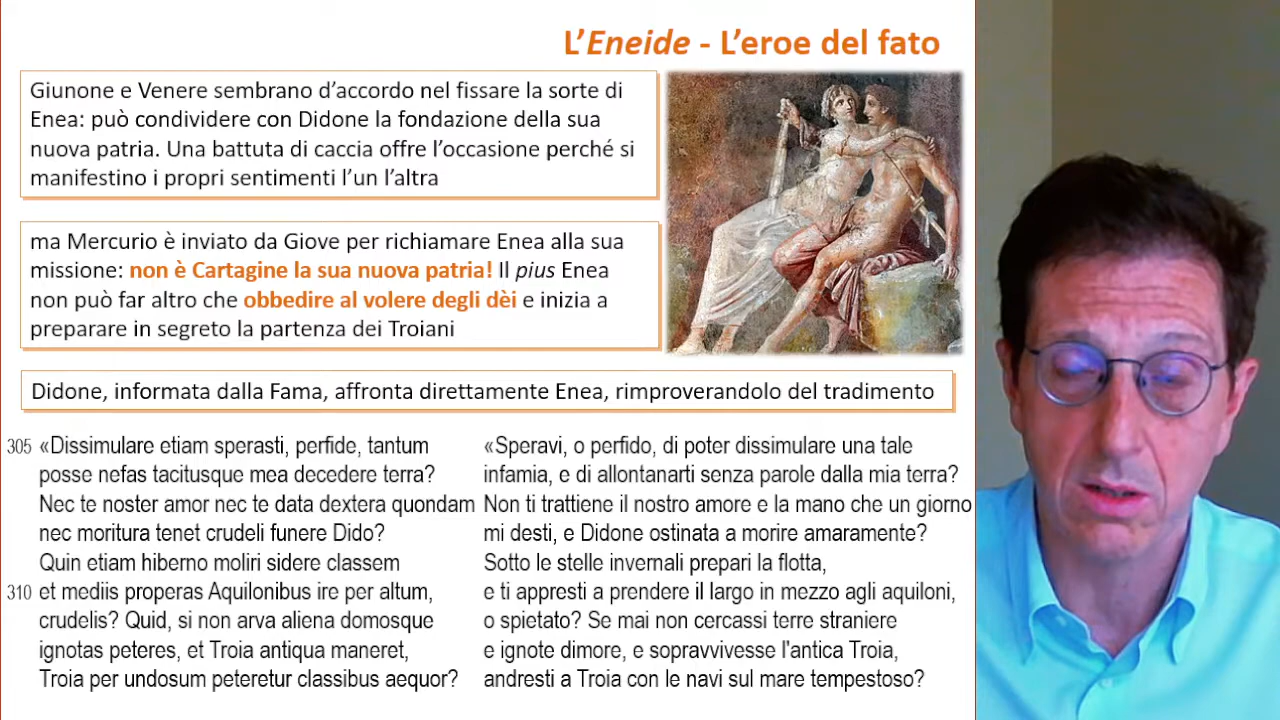 L'Eneide - L'eroe del fato
Giunone e Venere sembrano d'accordo nel fissare la sorte di
Enea: può condividere con Didone la fondazione della sua
nuova patria. Una battuta di caccia offre l'occasione perché si
manifestino i propri sentimenti l'un l'altra
ma Mercurio è inviato da Giove per richiamare Enea alla sua
missione: non è Cartagine la sua nuova patria! Il pius Enea
non può far altro che obbedire al volere degli dèi e inizia a
preparare in segreto la partenza dei Troiani
Didone, informata dalla Fama, affronta direttamente Enea, rimproverandolo del tradimento
305 «Dissimulare etiam sperasti, perfide, tantum
posse nefas tacitusque mea decedere terra?
Nec te noster amor nec te data dextera quondam
nec moritura tenet crudeli funere Dido?
Quin etiam hiberno moliri sidere classem
310 et mediis properas Aquilonibus ire per altum,
crudelis? Quid, si non arva aliena domosque
ignotas peteres, et Troia antiqua maneret,
Troia per undosum peteretur classibus aequor?
«Speravi, o perfido, di poter dissimulare una tale
infamia, e di allontanarti senza parole dalla mia terra?
Non ti trattiene il nostro amore e la mano che un giorno
mi desti, e Didone ostinata a morire amaramente?
Sotto le stelle invernali prepari la flotta,
e ti appresti a prendere il largo in mezzo agli aquiloni,
o spietato? Se mai non cercassi terre straniere
e ignote dimore, e sopravvivesse l'antica Troia,
andresti a Troia con le navi sul mare tempestoso?